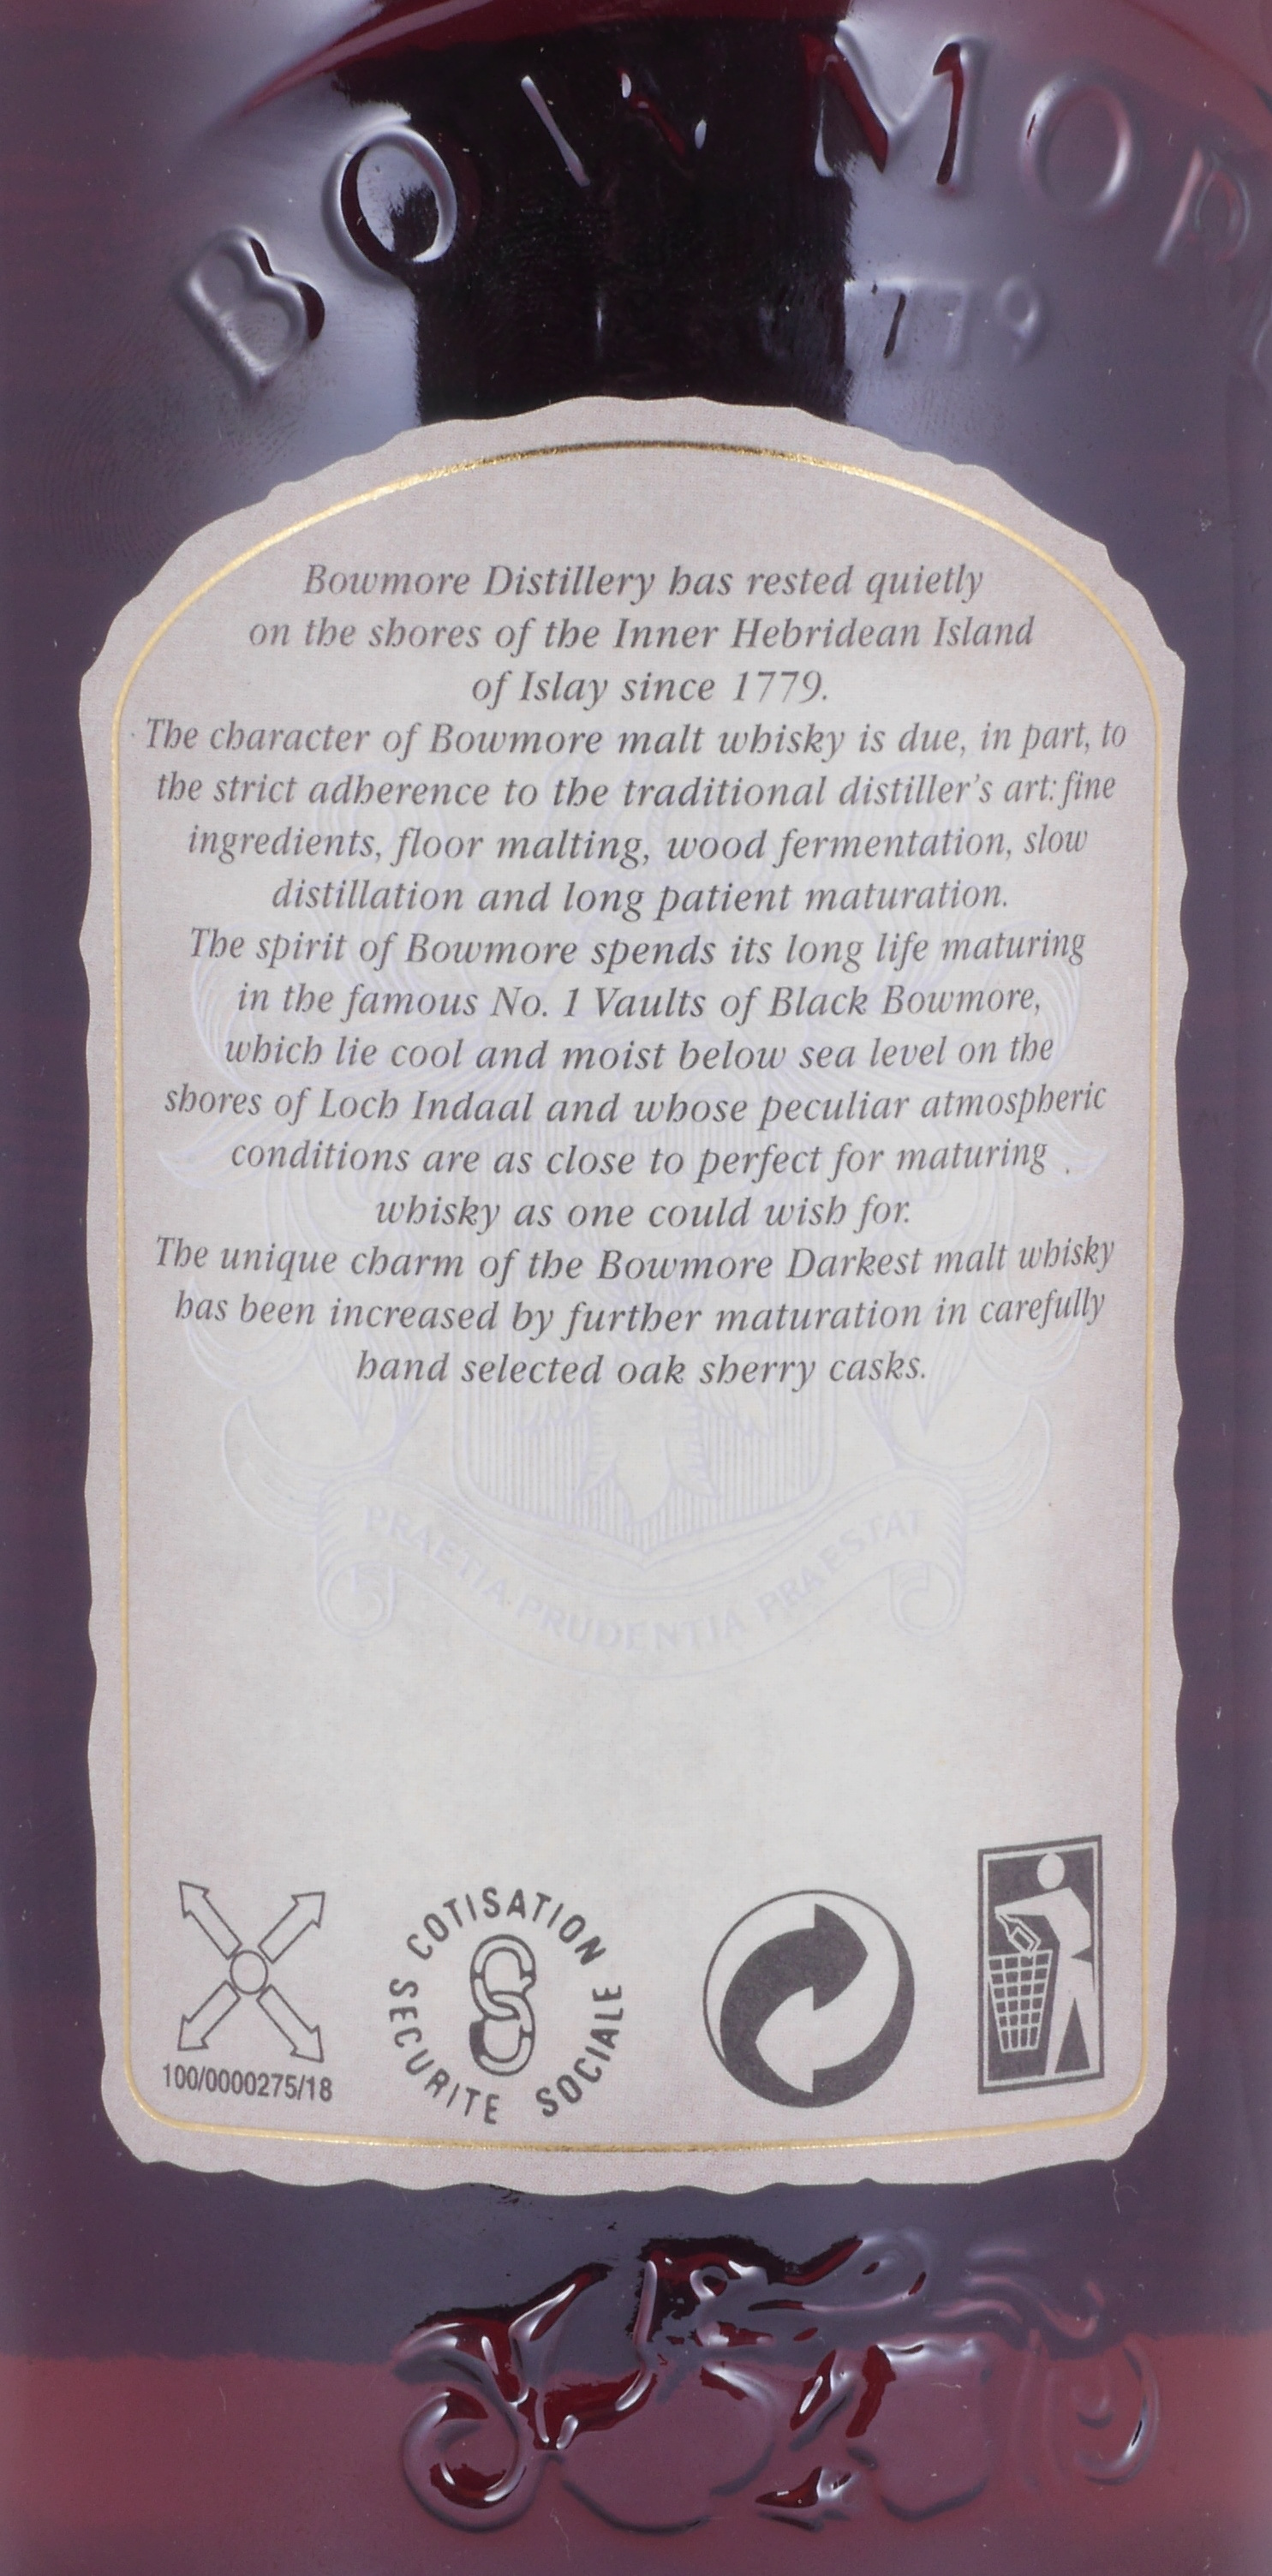 BOWMOR
1779
Bowmore Distillery has rested quietly
on the shores of the Inner Hebridean Island
of Islay since 1779.
The character of Bowmore malt whisky is due, in part, to
the strict adherence to the traditional distiller's art: fine
ingredients, floor malting, wood fermentation, slow
distillation and long patient maturation.
The spirit of Bowmore spends its long life maturing
in the famous No. 1 Vaults of Black Bowmore,
which lie cool and moist below sea level on the
shores of Loch Indaal and whose peculiar atmospheric
conditions are as close to perfect for maturing
whisky as one could wish for.
The unique charm of the Bowmore Darkest malt whisky
has been increased by further maturation in carefully
hand selected oak sherry casks.
PRAETIA PRUDENTIA PRAESTAT
100/0000275/18
COTISATION
SECURITE SOCIALE